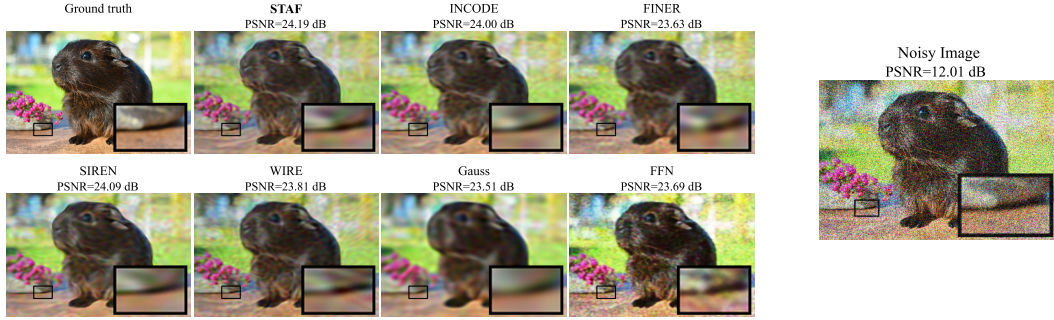 Ground truth
STAF
PSNR=24.19 dB
INCODE
PSNR=24.00 dB
FINER
PSNR=23.63 dB
Noisy Image
PSNR=12.01 dB
SIREN
PSNR=24.09 dB
WIRE
PSNR=23.81 dB
Gauss
PSNR=23.51 dB
FFN
PSNR=23.69 dB